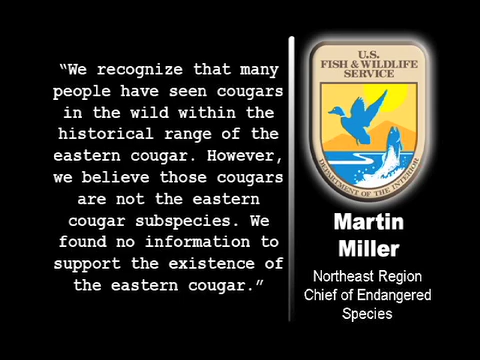 “We recognize that many
people have seen cougars
in the wild within the
historical range of the
eastern cougar. However,
we believe those cougars
are not the eastern
cougar subspecies. We
found no information to
support the existence of
the eastern cougar.”
U.S.
FISH & WILDLIFE
SERVICE
DEPARTMENT OF THE INTERIOR
Martin
Miller
Northeast Region
Chief of Endangered
Species